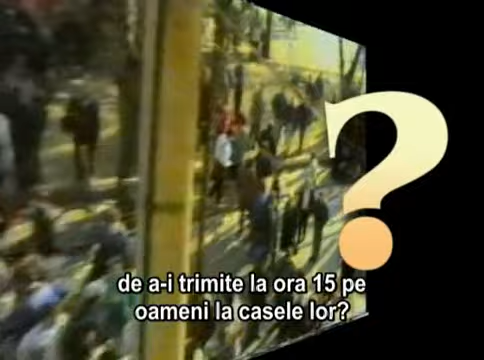 ?
de a-i trimite la ora 15 pe
oameni la casele lor?